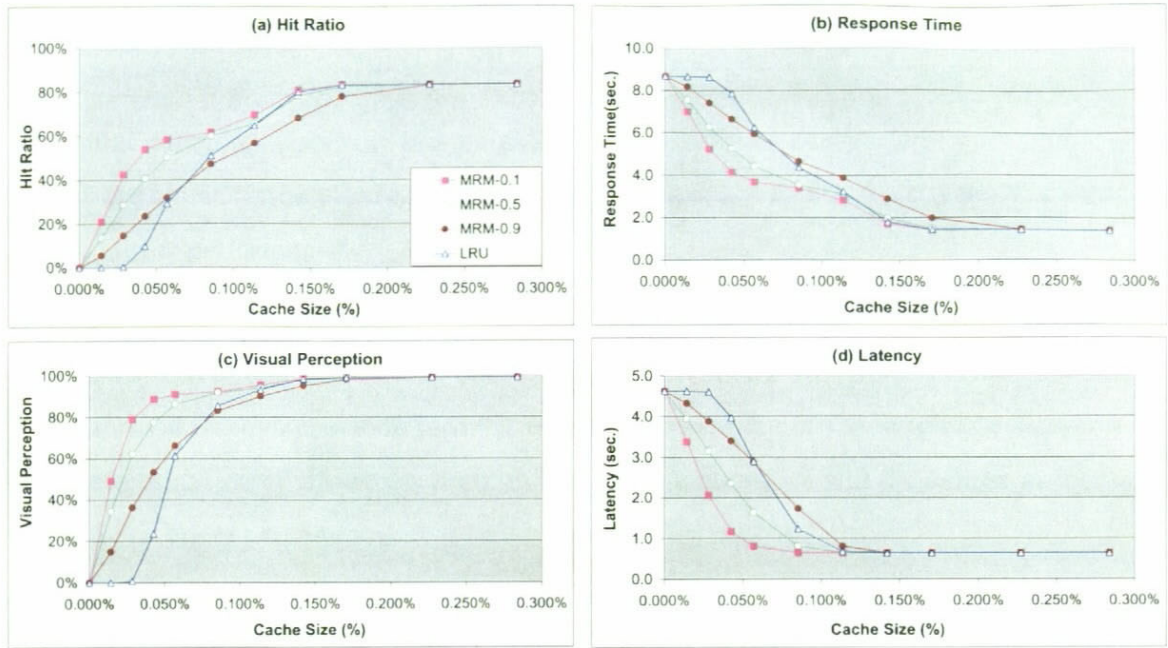 (a) Hit Ratio
100%
80%
60%
40%
20%
0%
Hit Ratio
0.000% 0.050% 0.100% 0.150% 0.200% 0.250% 0.300%
Cache Size (%)
MRM-0.1
MRM-0.5
MRM-0.9
LRU
(b) Response Time
10.0
8.0
6.0
4.0
2.0
0.0
Response Time(sec.)
0.000% 0.050% 0.100% 0.150% 0.200% 0.250% 0.300%
Cache Size (%)
(c) Visual Perception
100%
80%
60%
40%
20%
0%
Visual Perception
0.000% 0.050% 0.100% 0.150% 0.200% 0.250% 0.300%
Cache Size (%)
(d) Latency
5.0
4.0
3.0
2.0
1.0
0.0
Latency (sec.)
0.000% 0.050% 0.100% 0.150% 0.200% 0.250% 0.300%
Cache Size (%)